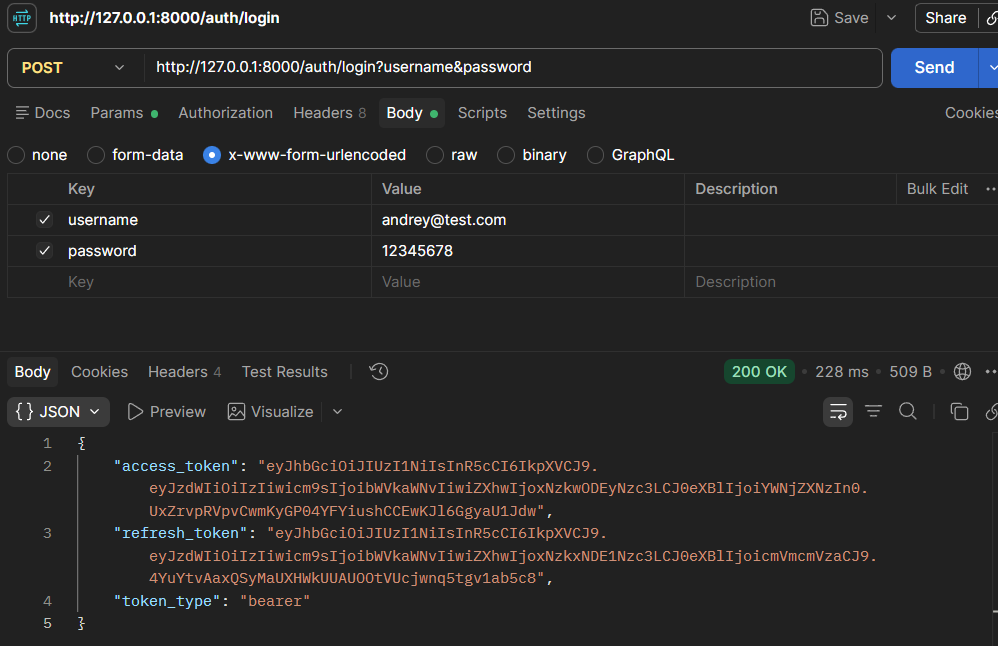 HTTP http://127.0.0.1:8000/auth/login Save Share
POST http://127.0.0.1:8000/auth/login?username&password Send
Docs Params Authorization Headers 8 Body Scripts Settings Cookies
none form-data x-www-form-urlencoded raw binary GraphQL
Key Value Description Bulk Edit
username andrey@test.com
password 12345678
Key Value Description
Body Cookies Headers 4 Test Results 200 OK 228 ms 509 B
{} JSON Preview Visualize
1 {
2 "access_token": "eyJhbGciOiJIUzI1NiIsInR5cCI6IkpXVCJ9.
eyJzdWIiOiIzIiwicm9sIjoibWVkaWNvIiwiZXhwIjoxNzkwODEyNzc3LCJ0eXBlIjoiYWNjZXNzIn0.
UxZrvpRVpvCwmKyGP04YFYiushCCEwKJl6GgyaU1Jdw",
3 "refresh_token": "eyJhbGciOiJIUzI1NiIsInR5cCI6IkpXVCJ9.
eyJzdWIiOiIzIiwicm9sIjoibWVkaWNvIiwiZXhwIjoxNzkxNDE1Nzc3LCJ0eXBlIjoicmVmcmVzaCJ9.
4YuYtvAaxQSyMaUXHWkUUAUOOtVUcjwnq5tgv1ab5c8",
4 "token_type": "bearer"
5 }